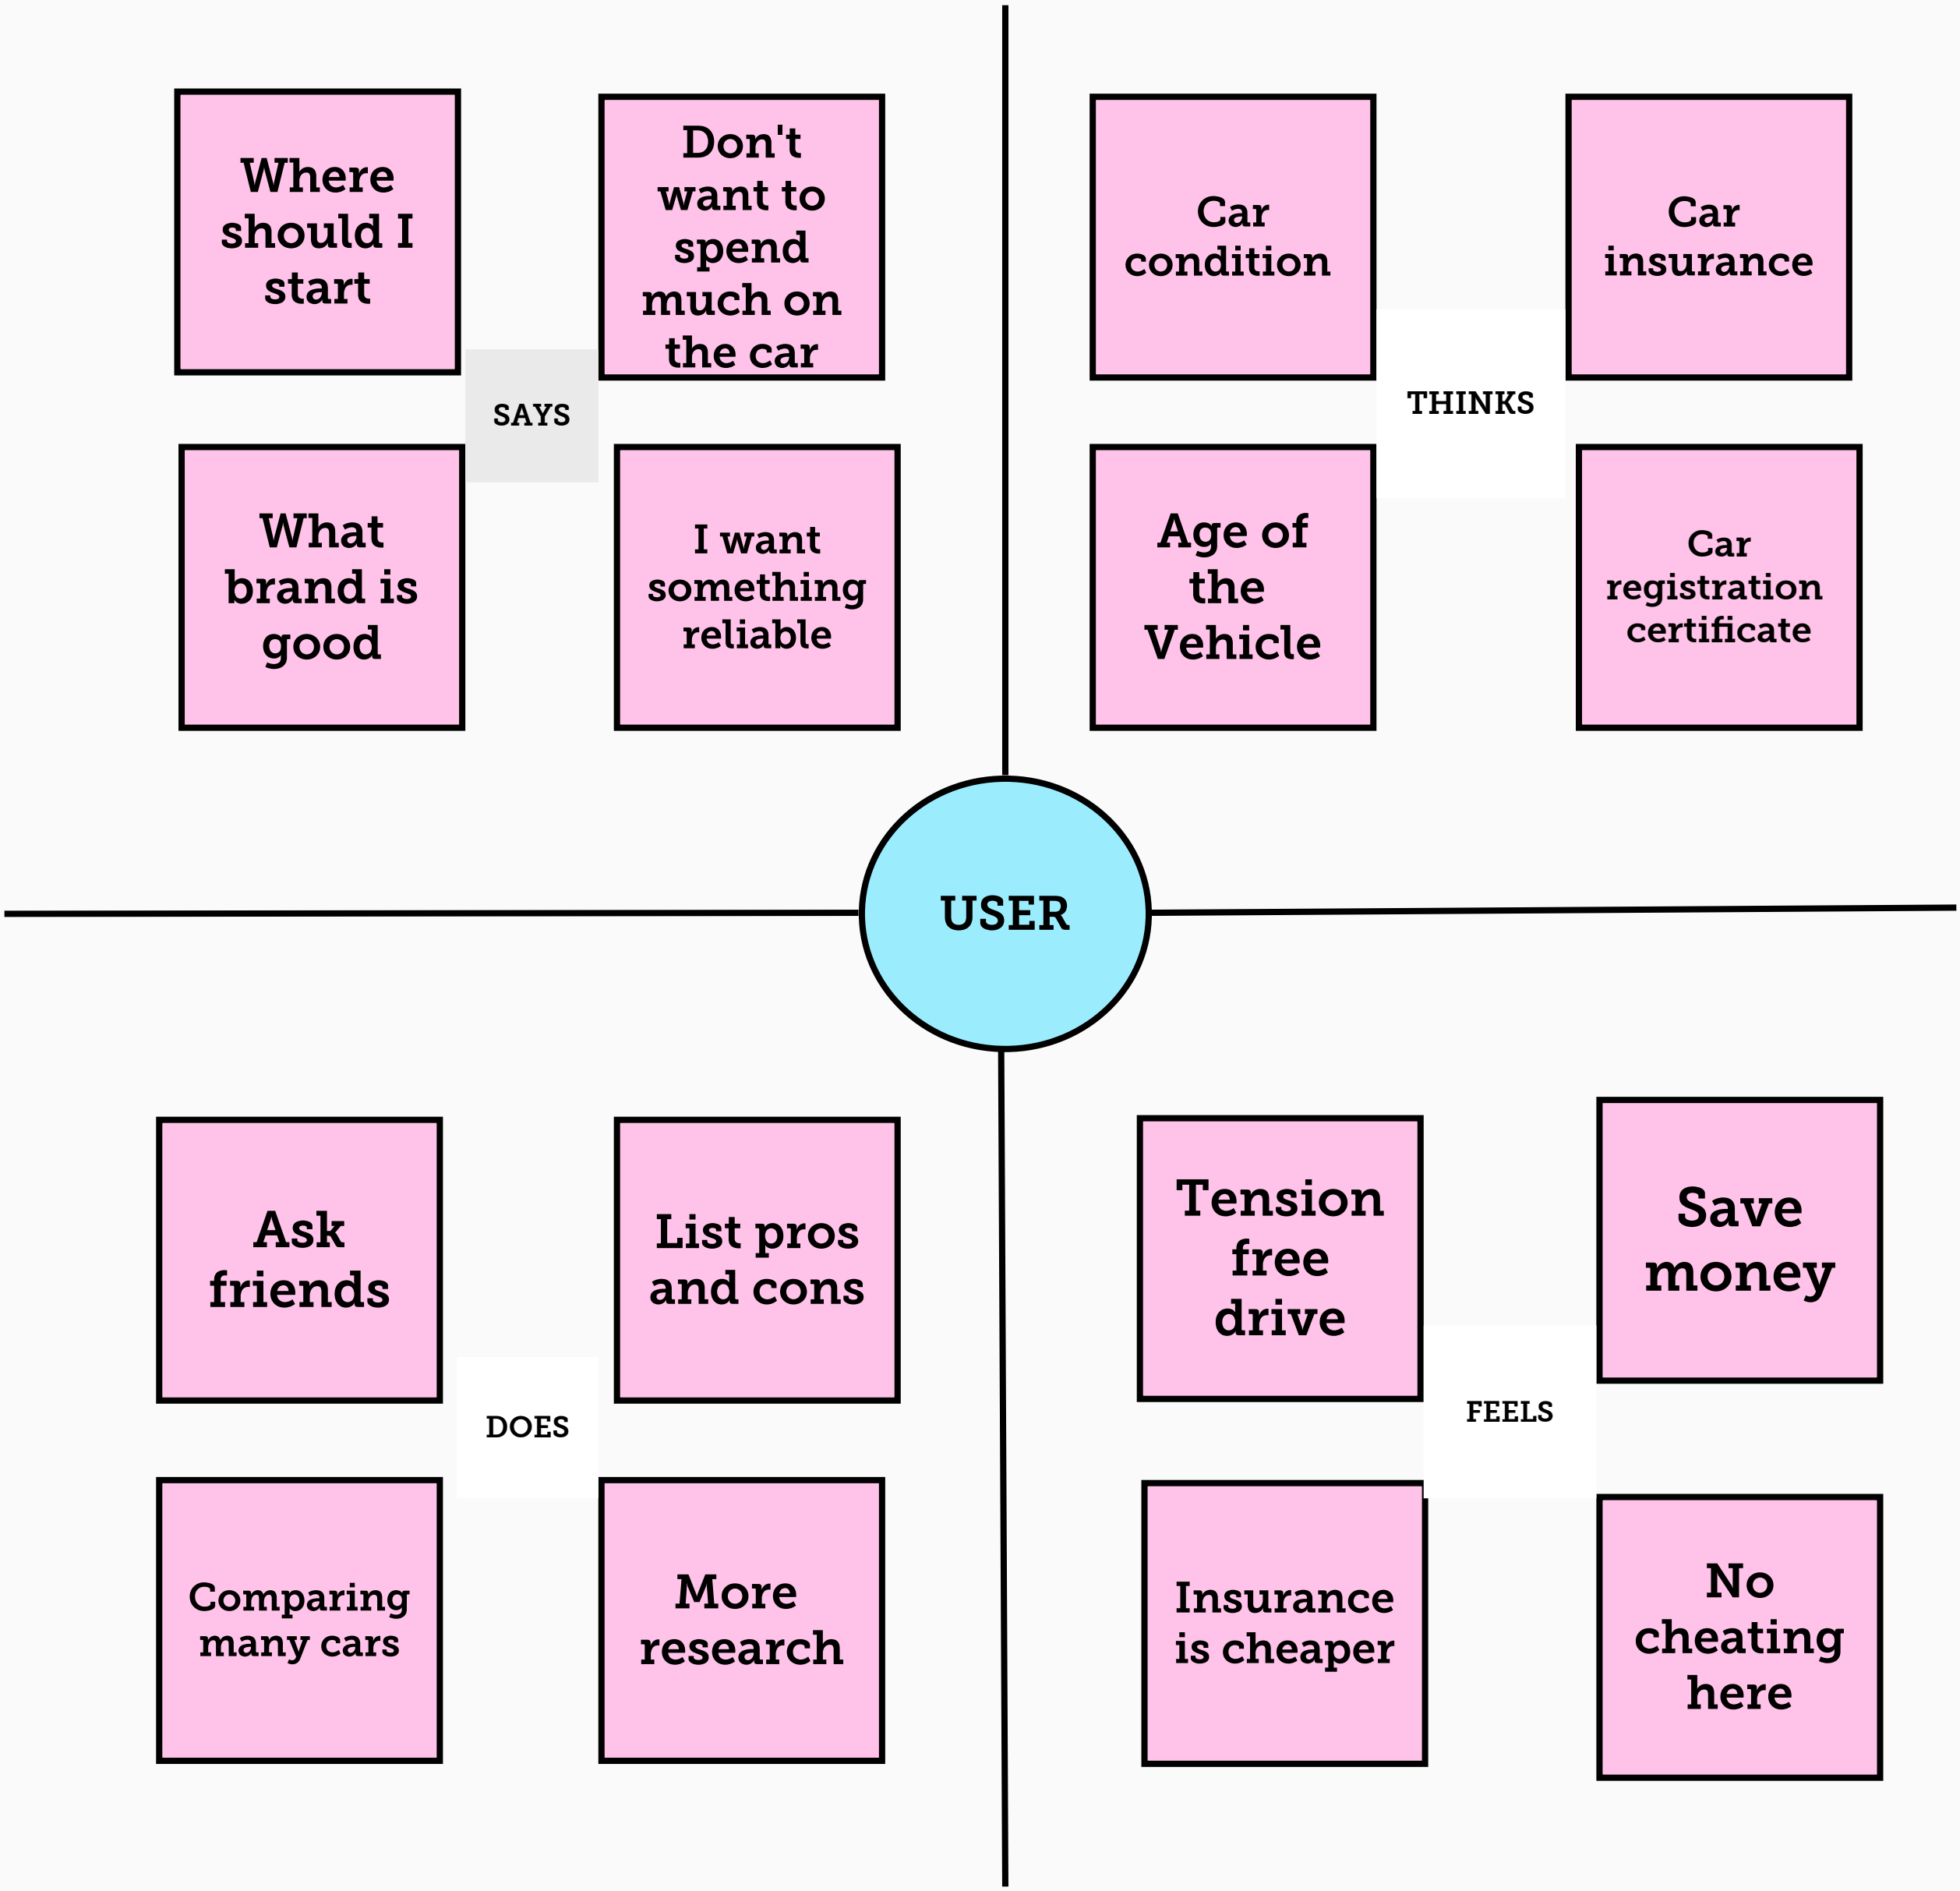 Where
should I
start
Don't
want to
spend
much on
the car
SAYS
What
brand is
good
I want
something
reliable
Car
condition
Car
insurance
THINKS
Age of
the
Vehicle
Car
registration
certificate
USER
Ask
friends
List pros
and cons
DOES
Comparing
many cars
More
research
Tension
free
drive
Save
money
FEELS
Insurance
is cheaper
No
cheating
here